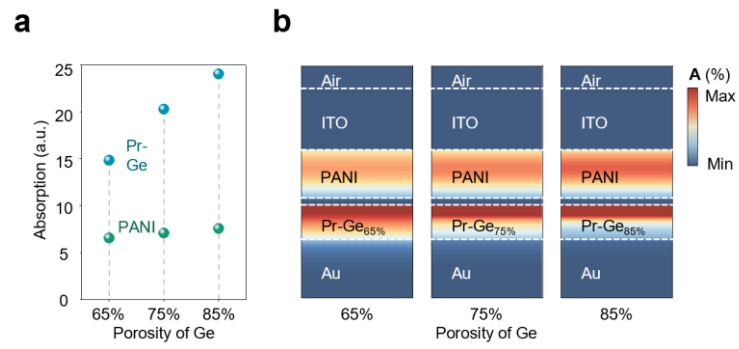 a
25
20
15
10
5
0
Absorption (a.u.)
Pr-
Ge
PANI
65%
75%
85%
Porosity of Ge
b
Air
ITO
PANI
Pr-Ge65%
Au
65%
Air
ITO
PANI
Pr-Ge75%
Au
75%
Porosity of Ge
Air
ITO
PANI
Pr-Ge85%
Au
85%
A (%)
Max
Min